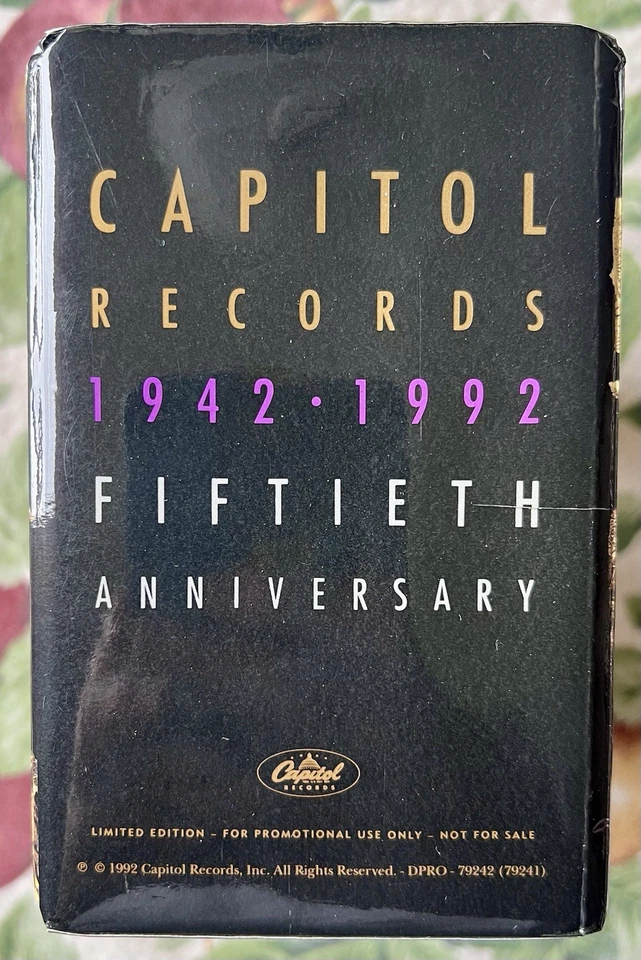 CAPITOL
RECORDS
1942·1992
FIFTIETH
ANNIVERSARY
Capitol
RECORDS
LIMITED EDITION – FOR PROMOTIONAL USE ONLY – NOT FOR SALE
℗ © 1992 Capitol Records, Inc. All Rights Reserved. - DPRO - 79242 (79241)